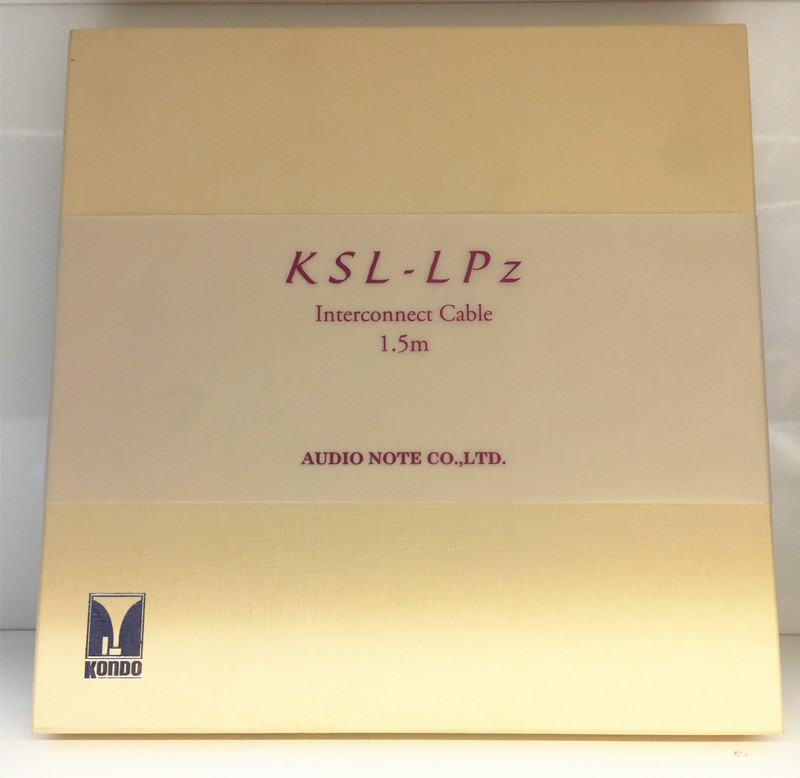 KSL-LPz
Interconnect Cable
1.5m
AUDIO NOTE CO.,LTD.
KONDO